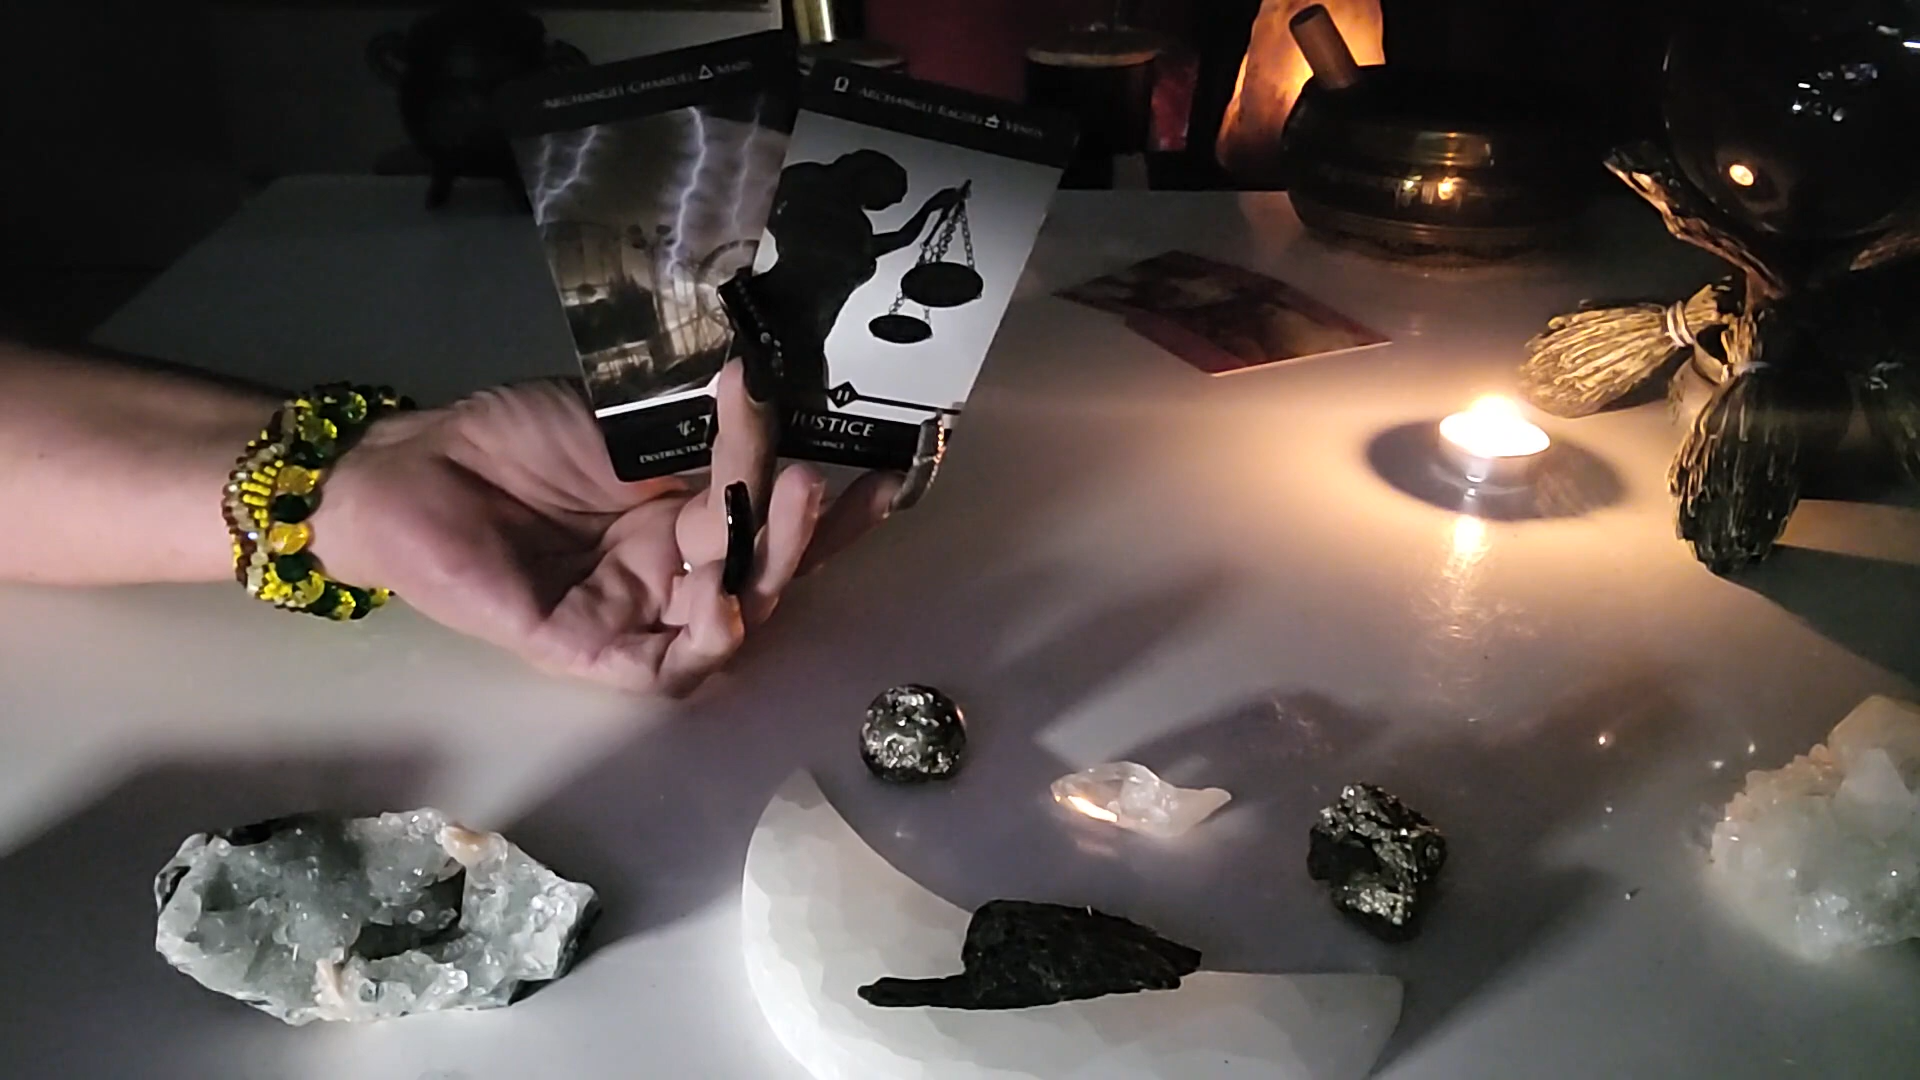 ARCHANGEL CHAMUEL MARS
DESTRUCTION
ARCHANGEL RAGUEL VENUS
11
JUSTICE